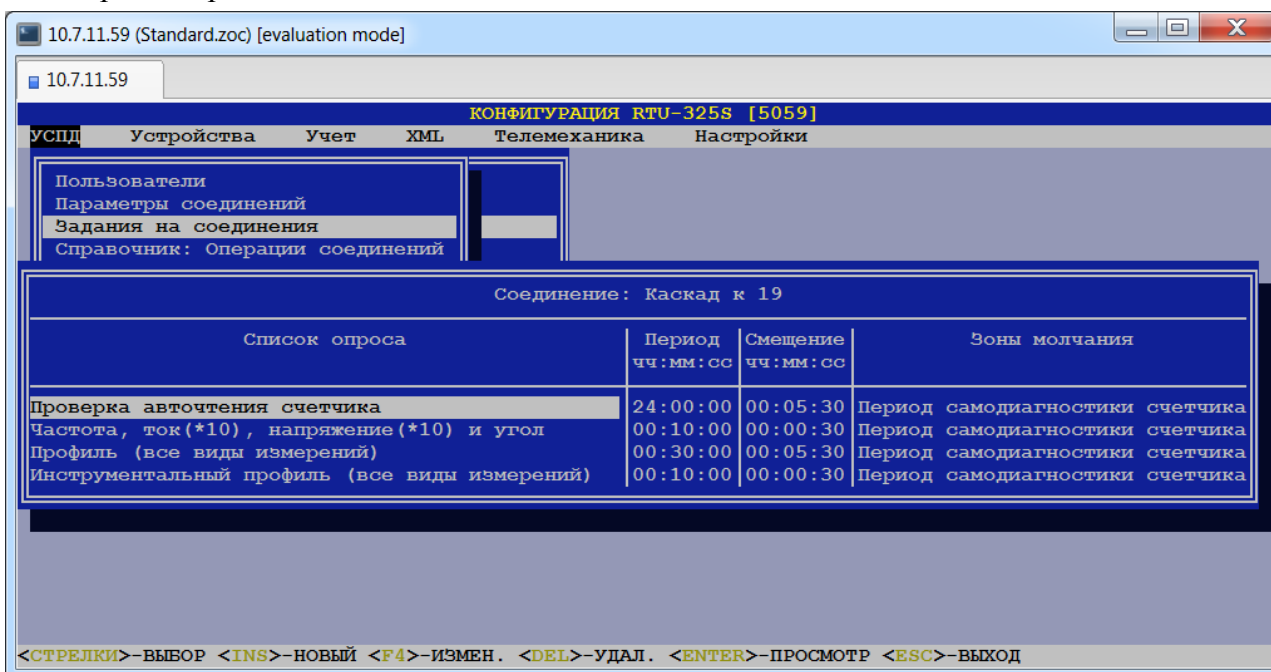 10.7.11.59 (Standard.zoc) [evaluation mode]
10.7.11.59
КОНФИГУРАЦИЯ RTU-325S [5059]
УСПД Устройства Учет XML Телемеханика Настройки
Пользователи
Параметры соединений
Задания на соединения
Справочник: Операции соединений
Соединение: Каскад к 19
Список опроса Период Смещение Зоны молчания
чч:мм:сс чч:мм:сс
Проверка авточтения счетчика 24:00:00 00:05:30 Период самодиагностики счетчика
Частота, ток(*10), напряжение(*10) и угол 00:10:00 00:00:30 Период самодиагностики счетчика
Профиль (все виды измерений) 00:30:00 00:05:30 Период самодиагностики счетчика
Инструментальный профиль (все виды измерений) 00:10:00 00:00:30 Период самодиагностики счетчика
<СТРЕЛКИ>-ВЫБОР <INS>-НОВЫЙ <F4>-ИЗМЕН. <DEL>-УДАЛ. <ENTER>-ПРОСМОТР <ESC>-ВЫХОД